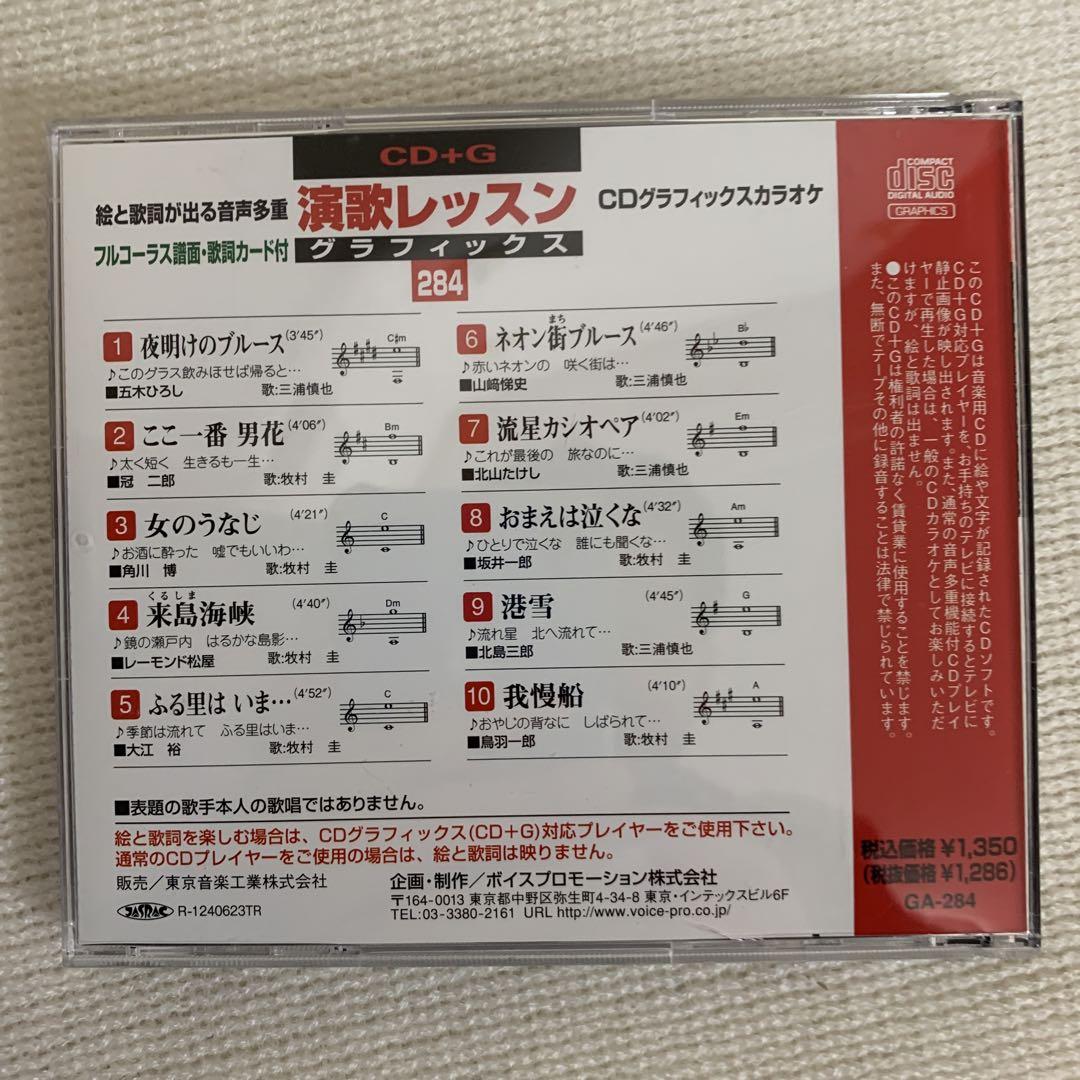 CD+G
絵と歌詞が出る音声多重
演歌レッスン
CDグラフィックスカラオケ
フルコーラス譜面・歌詞カード付
グラフィックス
284
COMPACT
disc
DIGITAL AUDIO
GRAPHICS
1 夜明けのブルース (3′45″) C♯m
♪このグラス飲みほせば帰ると…
■五木ひろし 歌:三浦慎也
2 ここ一番 男花 (4′06″) Bm
♪太く短く 生きるも一生…
■冠 二郎 歌:牧村 圭
3 女のうなじ (4′21″) C
♪お酒に酔った 嘘でもいいわ…
■角川 博 歌:牧村 圭
くるしま
4 来島海峡 (4′40″) Dm
♪鏡の瀬戸内 はるかな島影…
■レーモンド松屋 歌:牧村 圭
5 ふる里は いま… (4′52″) C
♪季節は流れて ふる里はいま…
■大江 裕 歌:牧村 圭
まち
6 ネオン街ブルース (4′46″) B♭
♪赤いネオンの 咲く街は…
■山﨑悌史 歌:三浦慎也
7 流星カシオペア (4′02″) Em
♪これが最後の 旅なのに…
■北山たけし 歌:三浦慎也
8 おまえは泣くな (4′32″) Am
♪ひとりで泣くな 誰にも聞くな…
■坂井一郎 歌:牧村 圭
9 港雪 (4′45″) G
♪流れ星 北へ流れて…
■北島三郎 歌:三浦慎也
10 我慢船 (4′10″) A
♪おやじの背なに しばられて…
■鳥羽一郎 歌:牧村 圭
■表題の歌手本人の歌唱ではありません。
絵と歌詞を楽しむ場合は、CDグラフィックス(CD+G)対応プレイヤーをご使用下さい。
通常のCDプレイヤーをご使用の場合は、絵と歌詞は映りません。
販売／東京音楽工業株式会社
企画・制作／ボイスプロモーション株式会社
〒164-0013 東京都中野区弥生町4-34-8 東京・インテックスビル6F
JASRAC R-1240623TR
TEL:03-3380-2161 URL http://www.voice-pro.co.jp/
このCD+Gは音楽用CDに絵や文字が記録されたCDソフトです。
CD+G対応プレイヤーを、お手持ちのテレビに接続するとテレビに
静止画像が映し出されます。また、通常の音声多重機能付CDプレイ
ヤーで再生した場合は、一般のCDカラオケとしてお楽しみいただ
けますが、絵と歌詞は出ません。
●このCD+Gは権利者の許諾なく賃貸業に使用することを禁じます。
また、無断でテープその他に録音することは法律で禁じられています。
税込価格¥1,350
(税抜価格¥1,286)
GA-284